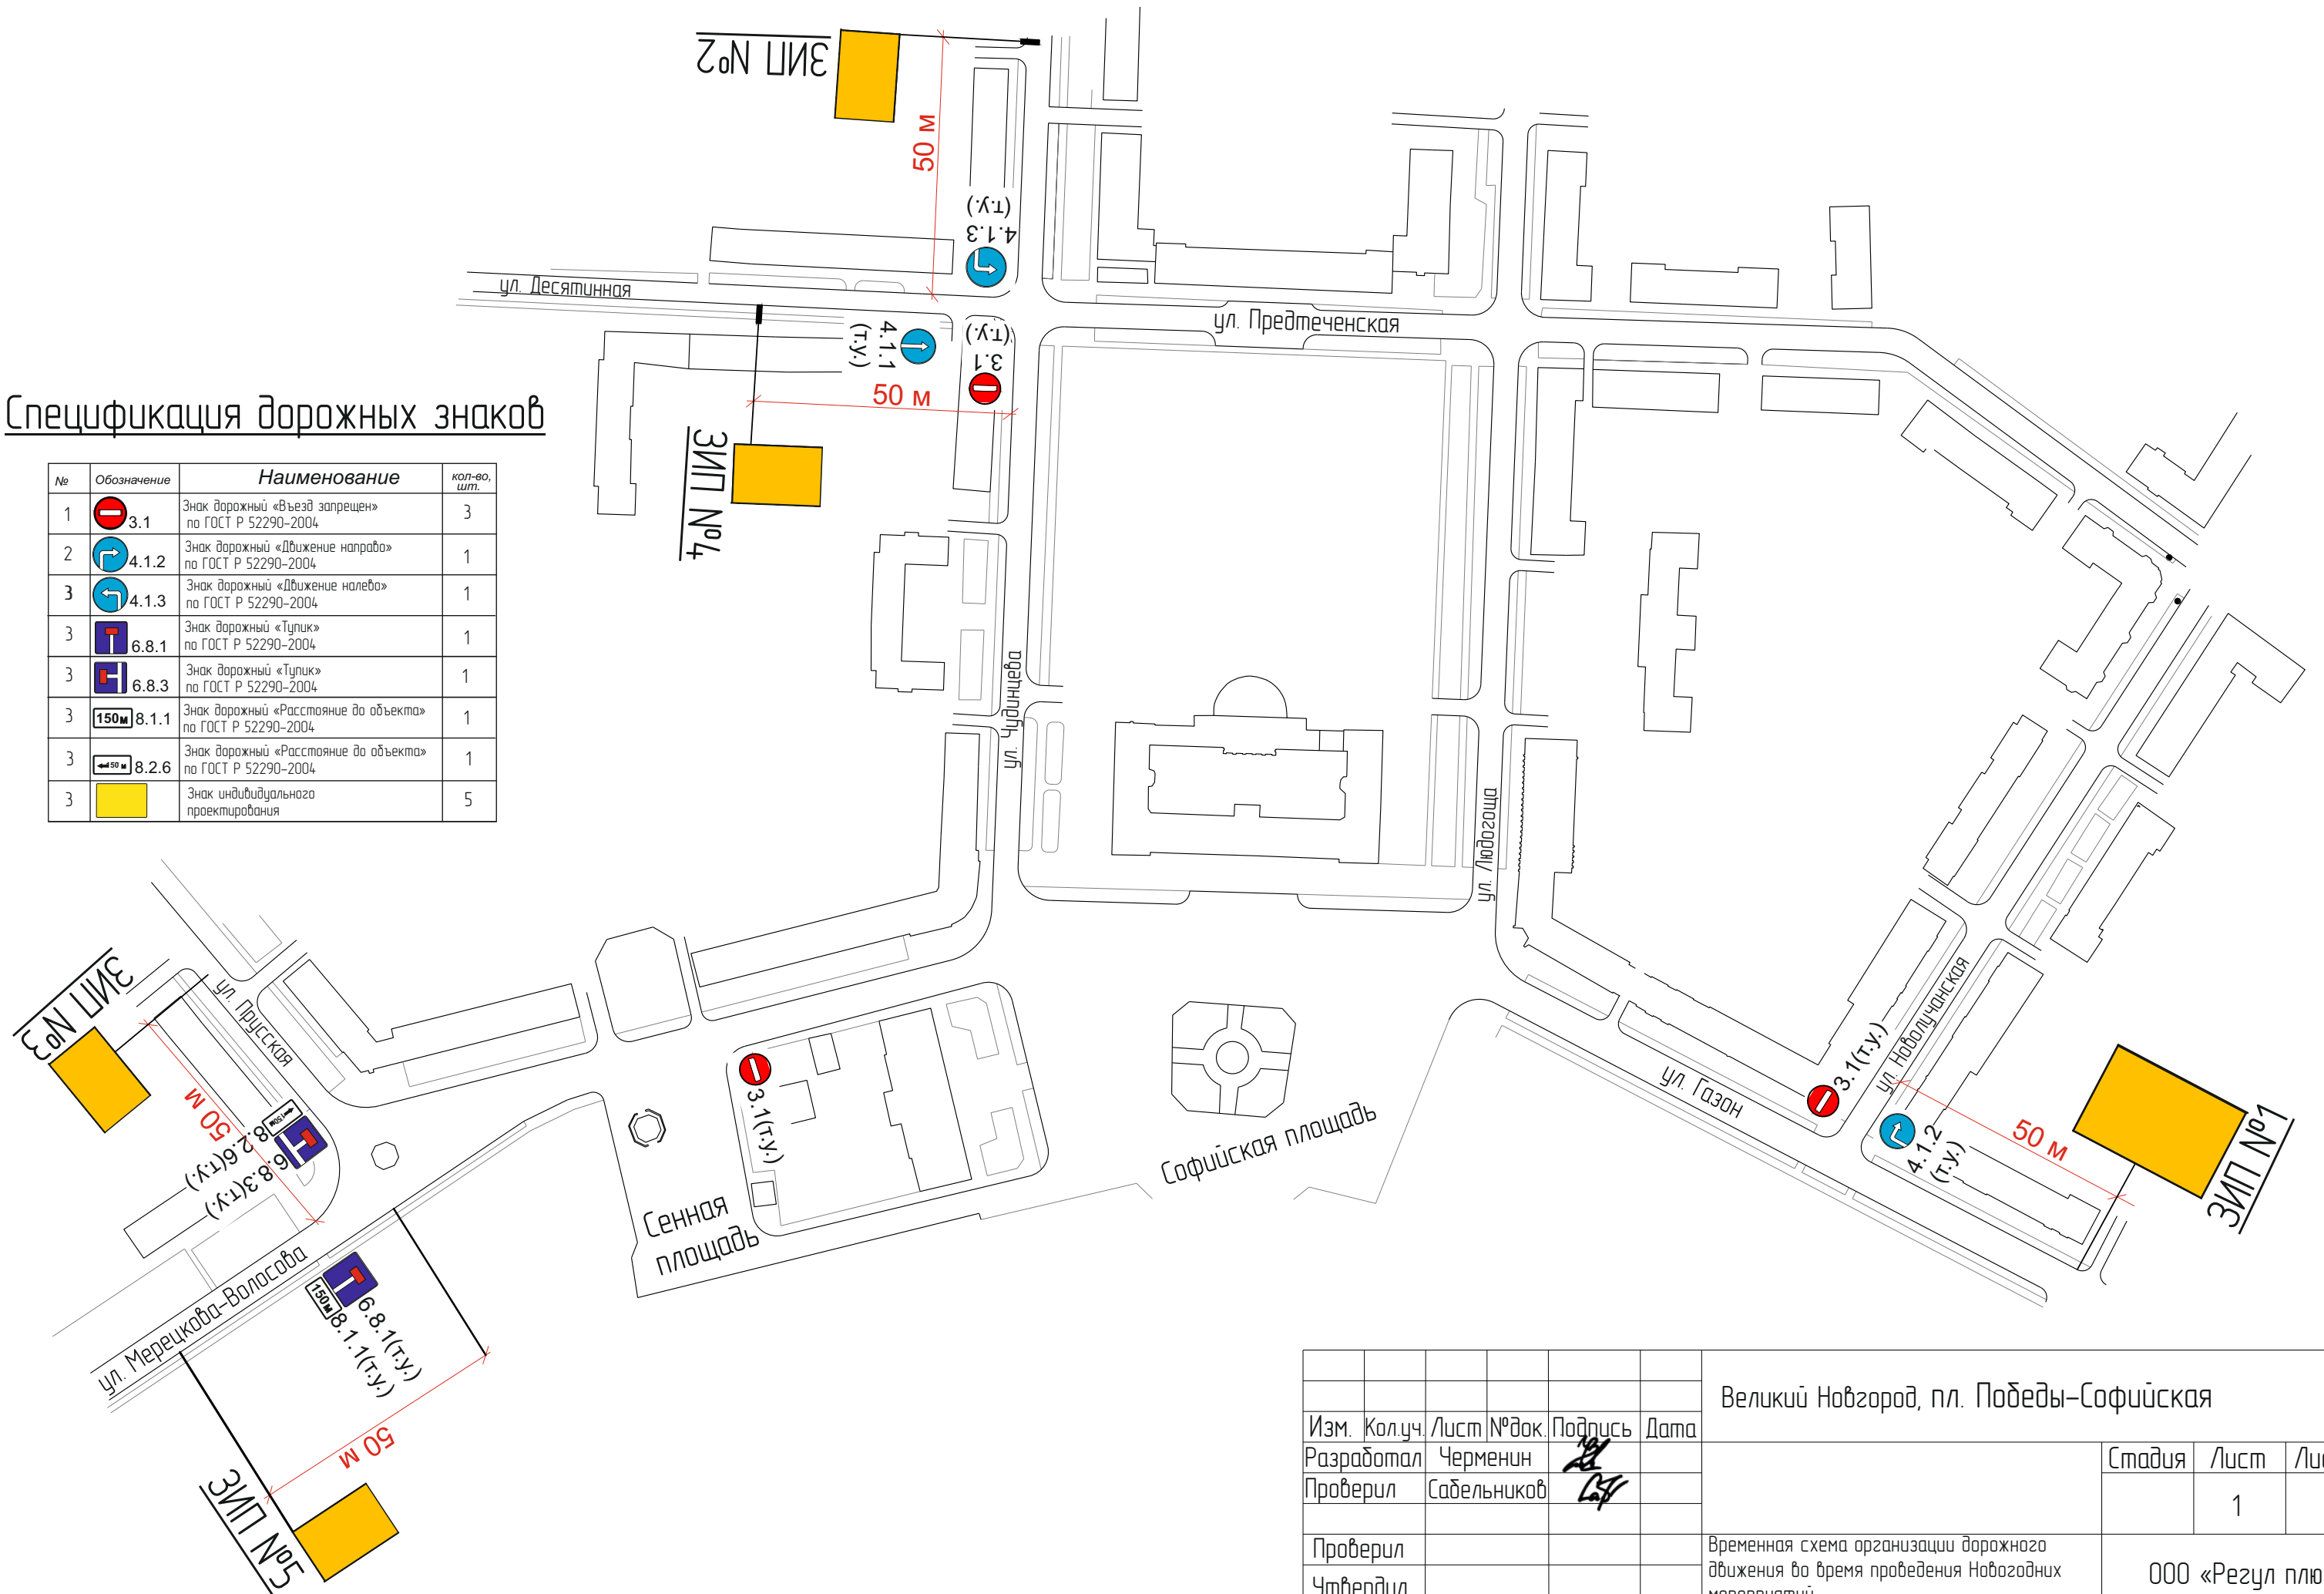 ЗИП №2
50 м
4.1.3
(т.у.)
ул. Десятинная
4.1.1
(т.у.)
3.1
(т.у.)
50 м
ЗИП №4
ул. Предтеченская
Спецификация дорожных знаков
№ Обозначение Наименование кол-во, шт.
1 3.1 Знак дорожный «Въезд запрещен» 3
по ГОСТ Р 52290-2004
2 4.1.2 Знак дорожный «Движение направо» 1
по ГОСТ Р 52290-2004
3 4.1.3 Знак дорожный «Движение налево» 1
по ГОСТ Р 52290-2004
3 6.8.1 Знак дорожный «Тупик» 1
по ГОСТ Р 52290-2004
3 6.8.3 Знак дорожный «Тупик» 1
по ГОСТ Р 52290-2004
3 150м 8.1.1 Знак дорожный «Расстояние до объекта» 1
по ГОСТ Р 52290-2004
3 50 м 8.2.6 Знак дорожный «Расстояние до объекта» 1
по ГОСТ Р 52290-2004
3 Знак индивидуального 5
проектирования
ул. Чудинцева
ул. Людогоща
ЗИП №3
ул. Прусская
50 м
150м
8.2.6(т.у.)
6.8.3(т.у.)
3.1(т.у.)
Сенная
площадь
Софийская площадь
ул. Газон
3.1(т.у.)
ул. Новолучанская
4.1.2
(т.у.)
50 м
ЗИП №1
ул. Мерецкова-Волосова
150м
6.8.1(т.у.)
8.1.1(т.у.)
50 м
ЗИП №5
Великий Новгород, пл. Победы-Софийская
Изм. Кол.уч. Лист №док. Подпись Дата
Разработал Черменин
Проверил Сабельников
Стадия Лист
1
Проверил
Утвердил
Временная схема организации дорожного
движения во время проведения Новогодних
мероприятий
ООО «Регул